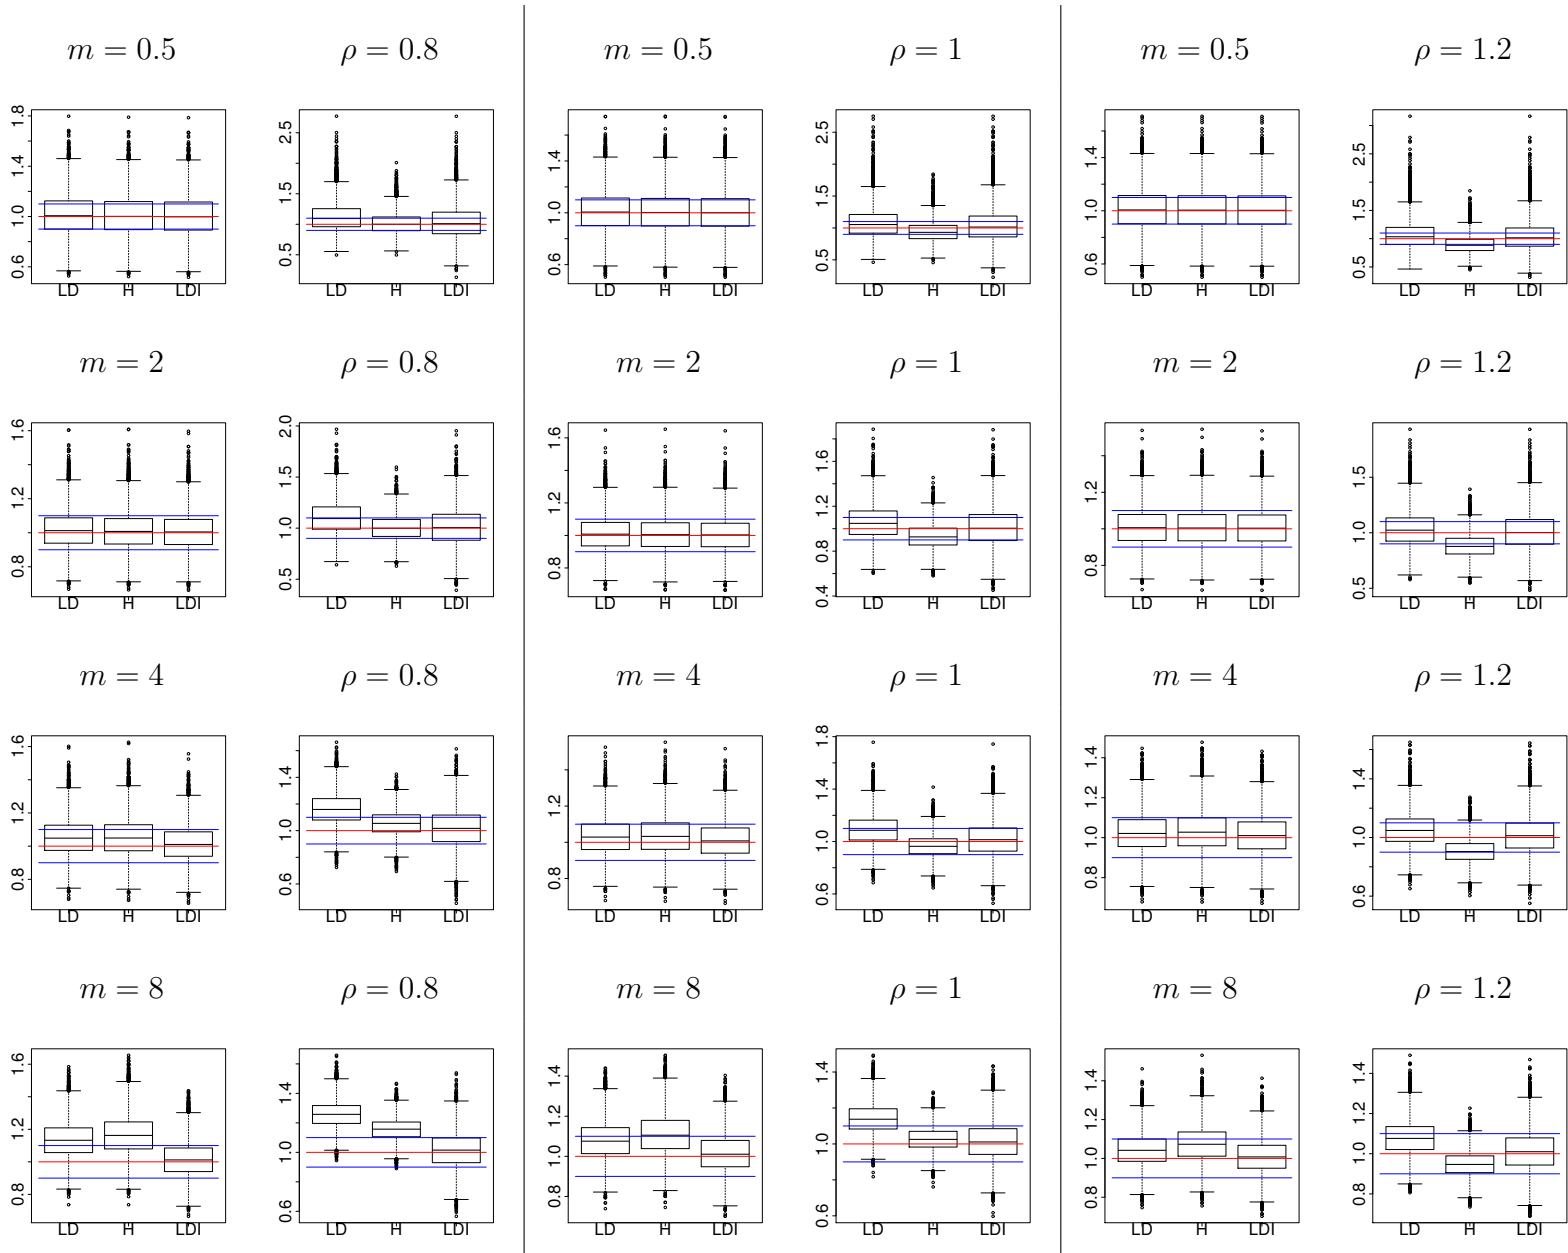 m = 0.5 ρ = 0.8 m = 0.5 ρ = 1 m = 0.5 ρ = 1.2
0.6 1.0 1.4 1.8
LD H LDI
0.5 1.5 2.5
LD H LDI
0.6 1.0 1.4
LD H LDI
0.5 1.5 2.5
LD H LDI
0.6 1.0 1.4
LD H LDI
0.5 1.5 2.5
LD H LDI
m = 2 ρ = 0.8 m = 2 ρ = 1 m = 2 ρ = 1.2
0.8 1.2 1.6
LD H LDI
0.5 1.0 1.5 2.0
LD H LDI
0.8 1.2 1.6
LD H LDI
0.4 0.8 1.2 1.6
LD H LDI
0.8 1.2
LD H LDI
0.5 1.0 1.5
LD H LDI
m = 4 ρ = 0.8 m = 4 ρ = 1 m = 4 ρ = 1.2
0.8 1.2 1.6
LD H LDI
0.6 1.0 1.4
LD H LDI
0.8 1.2
LD H LDI
0.6 1.0 1.4 1.8
LD H LDI
0.8 1.0 1.2 1.4
LD H LDI
0.6 1.0 1.4
LD H LDI
m = 8 ρ = 0.8 m = 8 ρ = 1 m = 8 ρ = 1.2
0.8 1.2 1.6
LD H LDI
0.6 1.0 1.4
LD H LDI
0.8 1.0 1.2 1.4
LD H LDI
0.6 1.0 1.4
LD H LDI
0.8 1.0 1.2 1.4
LD H LDI
0.8 1.0 1.2 1.4
LD H LDI